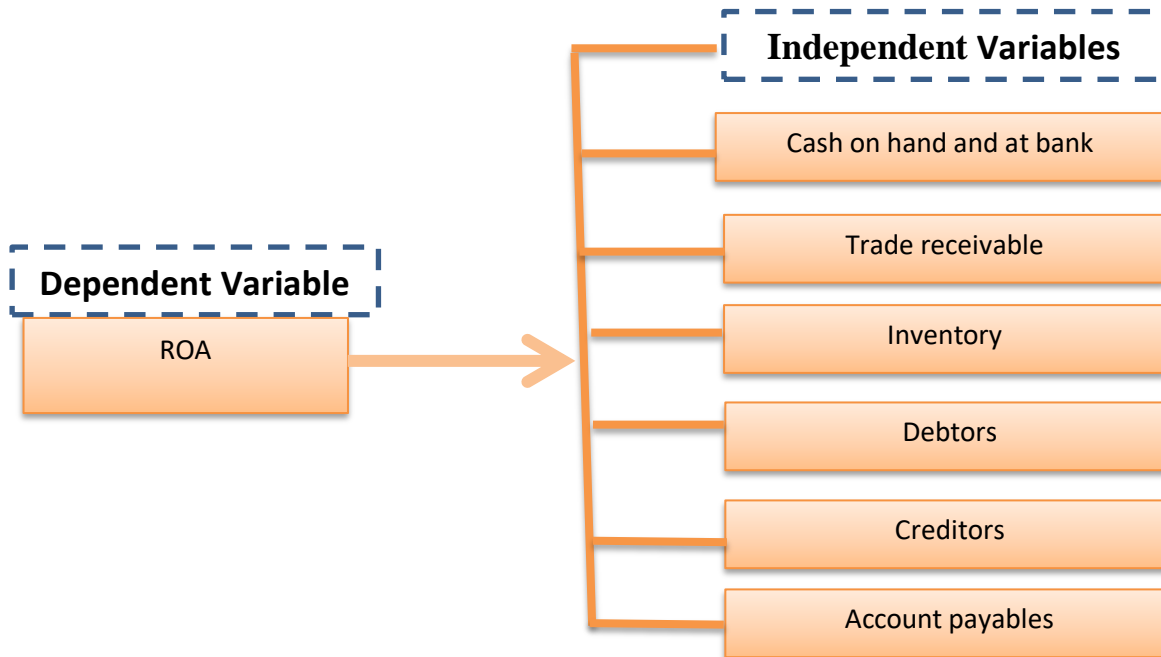 Independent Variables
Cash on hand and at bank
Trade receivable
Dependent Variable
ROA
Inventory
Debtors
Creditors
Account payables